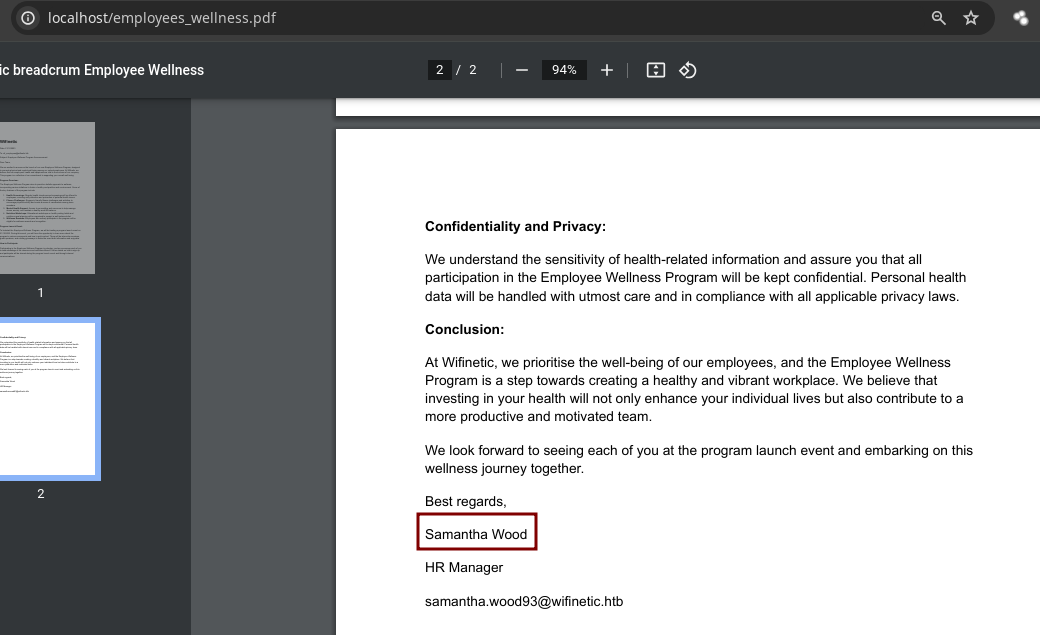 localhost/employees_wellness.pdf
ic breadcrum Employee Wellness
2 / 2
94%
1
2
Confidentiality and Privacy:
We understand the sensitivity of health-related information and assure you that all
participation in the Employee Wellness Program will be kept confidential. Personal health
data will be handled with utmost care and in compliance with all applicable privacy laws.
Conclusion:
At Wifinetic, we prioritise the well-being of our employees, and the Employee Wellness
Program is a step towards creating a healthy and vibrant workplace. We believe that
investing in your health will not only enhance your individual lives but also contribute to a
more productive and motivated team.
We look forward to seeing each of you at the program launch event and embarking on this
wellness journey together.
Best regards,
Samantha Wood
HR Manager
samantha.wood93@wifinetic.htb